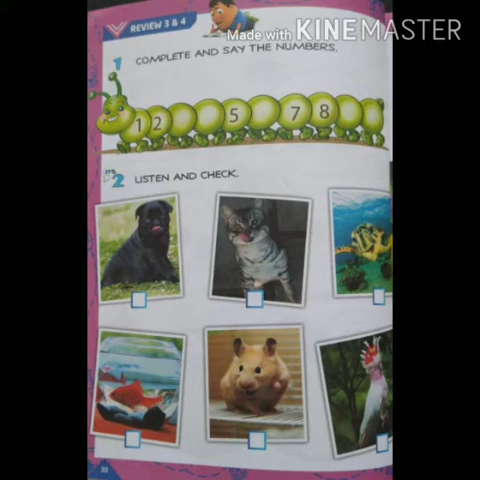 REVIEW 3 & 4
Made with KINEMASTER
1 COMPLETE AND SAY THE NUMBERS.
1 2 5 7 8
2 LISTEN AND CHECK.
30